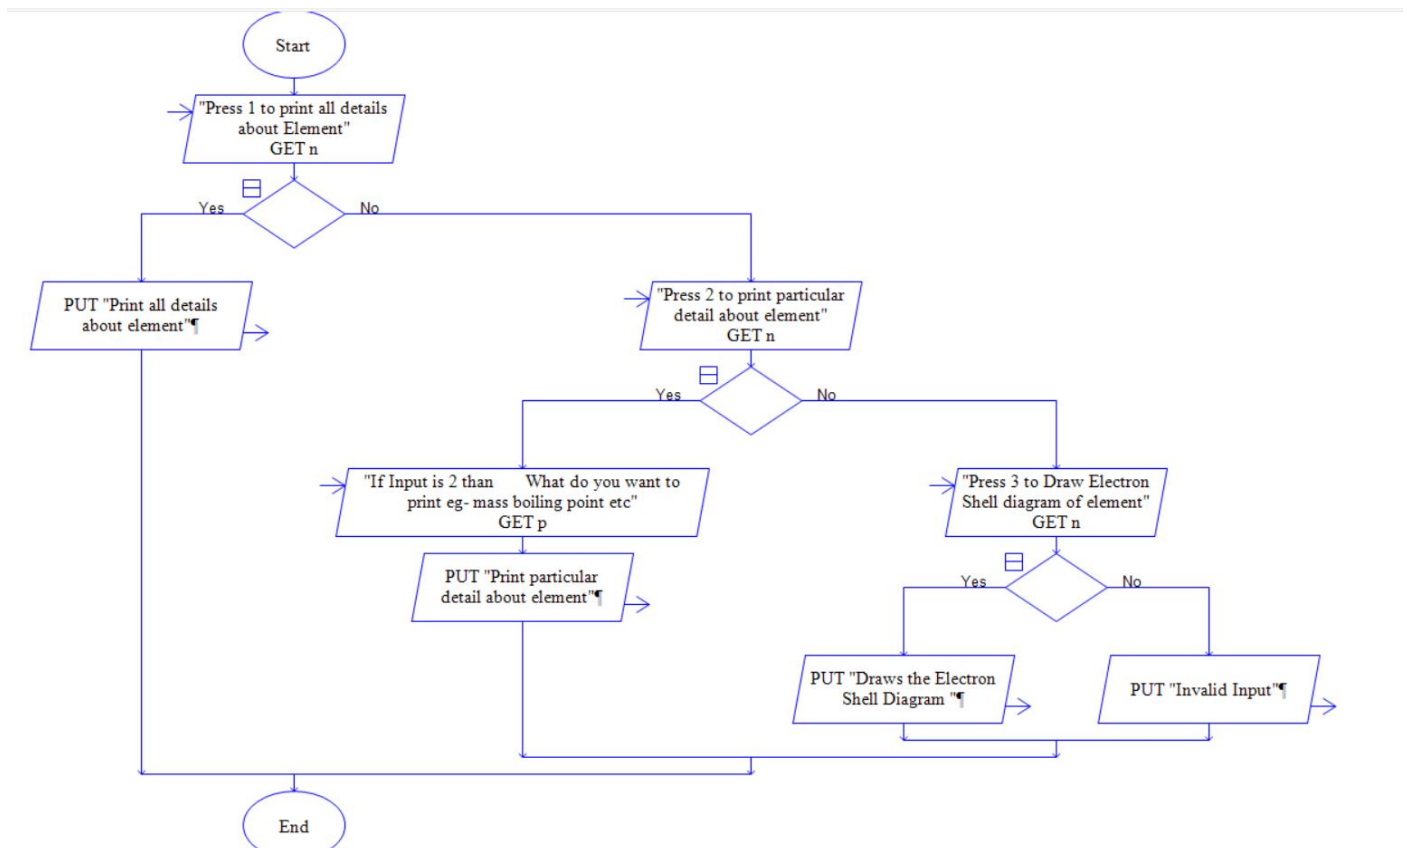 Start
"Press 1 to print all details
about Element"
GET n
Yes
No
PUT "Print all details
about element"¶
"Press 2 to print particular
detail about element"
GET n
Yes
No
"If Input is 2 than What do you want to
print eg- mass boiling point etc"
GET p
"Press 3 to Draw Electron
Shell diagram of element"
GET n
PUT "Print particular
detail about element"¶
Yes
No
PUT "Draws the Electron
Shell Diagram "¶
PUT "Invalid Input"¶
End